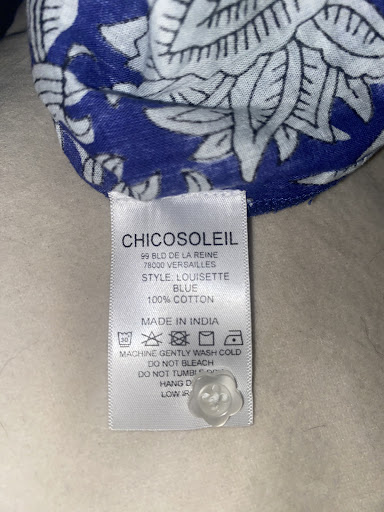 CHICOSOLEIL
99 BLD DE LA REINE
78000 VERSAILLES
STYLE: LOUISETTE
BLUE
100% COTTON
MADE IN INDIA
30
MACHINE GENTLY WASH COLD
DO NOT BLEACH
DO NOT TUMBLE
HANG
LOW